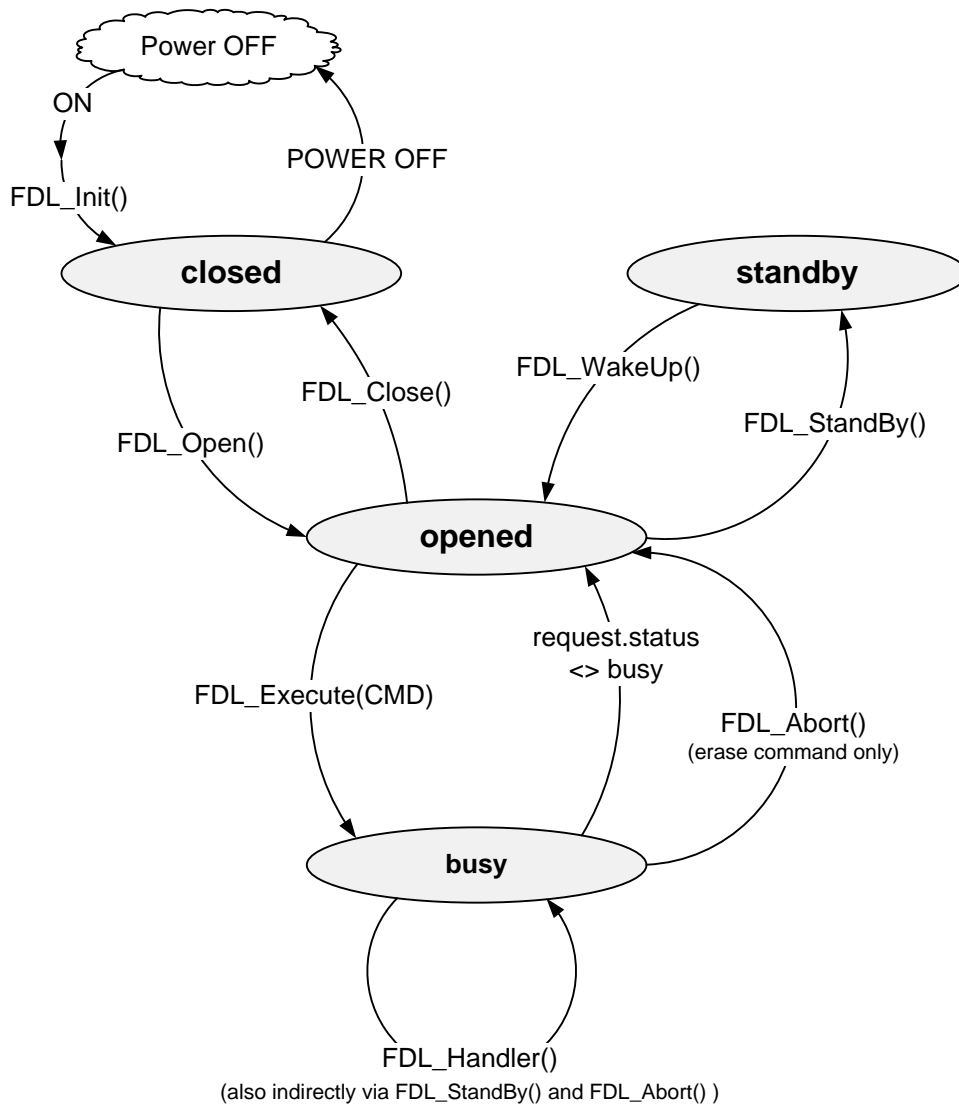 Power OFF
ON
POWER OFF
FDL_Init()
closed
standby
FDL_WakeUp()
FDL_Close()
FDL_StandBy()
FDL_Open()
opened
request.status
<> busy
FDL_Execute(CMD)
FDL_Abort()
(erase command only)
busy
FDL_Handler()
(also indirectly via FDL_StandBy() and FDL_Abort() )